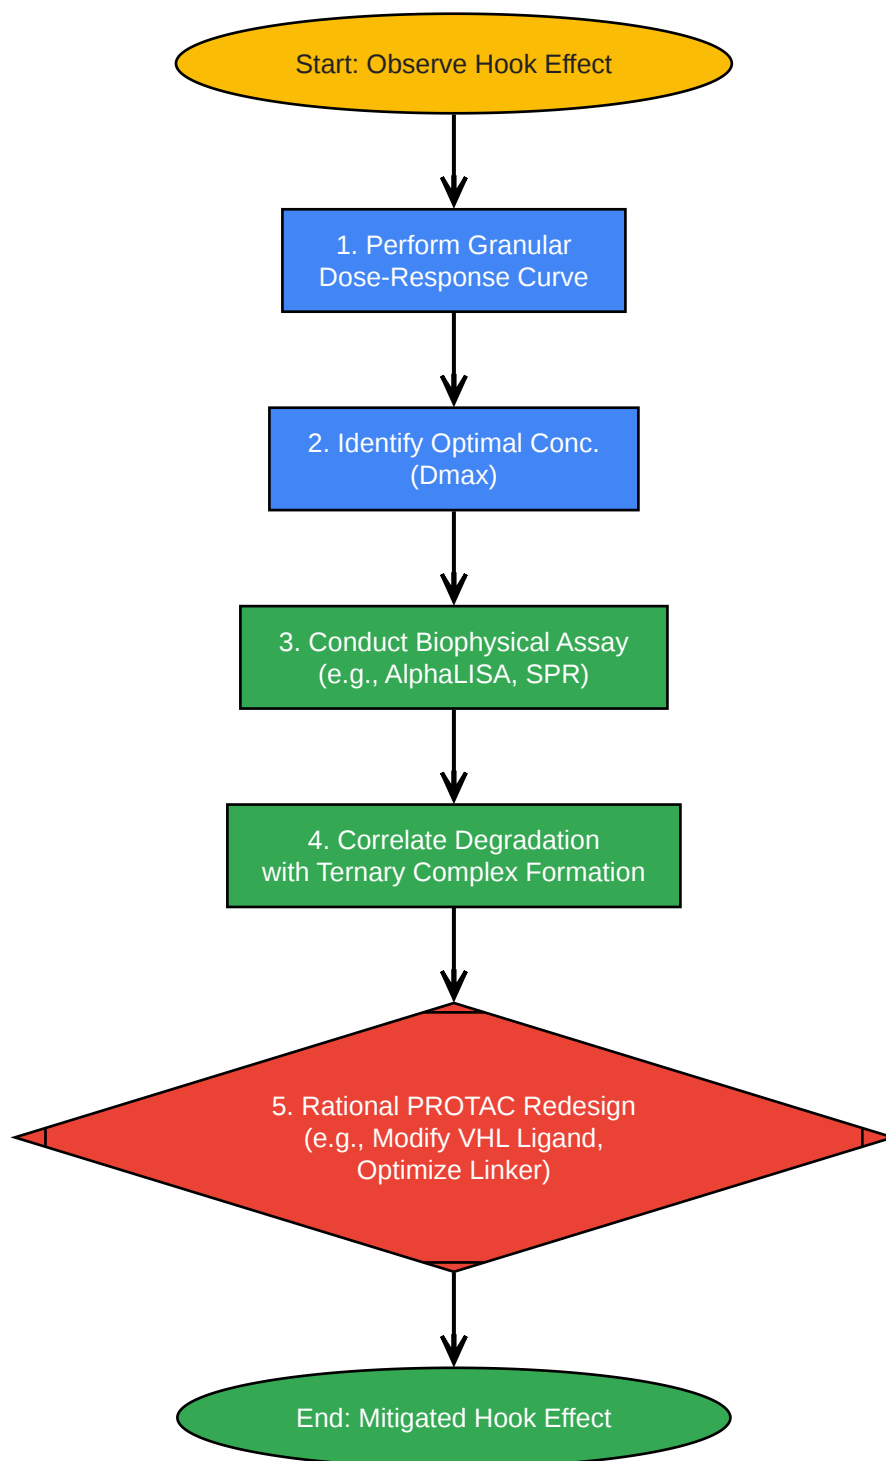 Start: Observe Hook Effect
1. Perform Granular
Dose-Response Curve
2. Identify Optimal Conc.
(Dmax)
3. Conduct Biophysical Assay
(e.g., AlphaLISA, SPR)
4. Correlate Degradation
with Ternary Complex Formation
5. Rational PROTAC Redesign
(e.g., Modify VHL Ligand,
Optimize Linker)
End: Mitigated Hook Effect